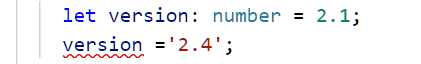 let version: number = 2.1;
version ='2.4';